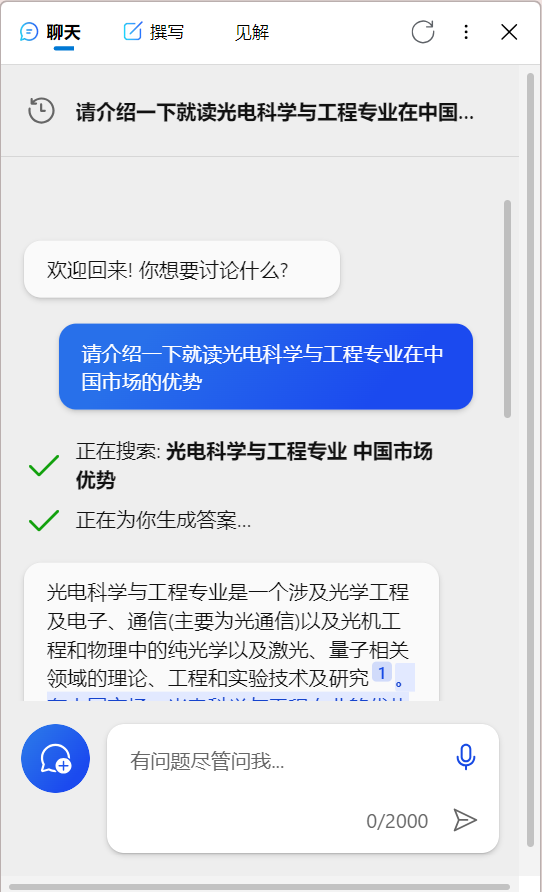 聊天 撰写 见解
请介绍一下就读光电科学与工程专业在中国...
欢迎回来! 你想要讨论什么?
请介绍一下就读光电科学与工程专业在中
国市场的优势
正在搜索: 光电科学与工程专业 中国市场
优势
正在为你生成答案...
光电科学与工程专业是一个涉及光学工程
及电子、通信(主要为光通信)以及光机工
程和物理中的纯光学以及激光、量子相关
领域的理论、工程和实验技术及研究 1 。
有问题尽管问我...
0/2000